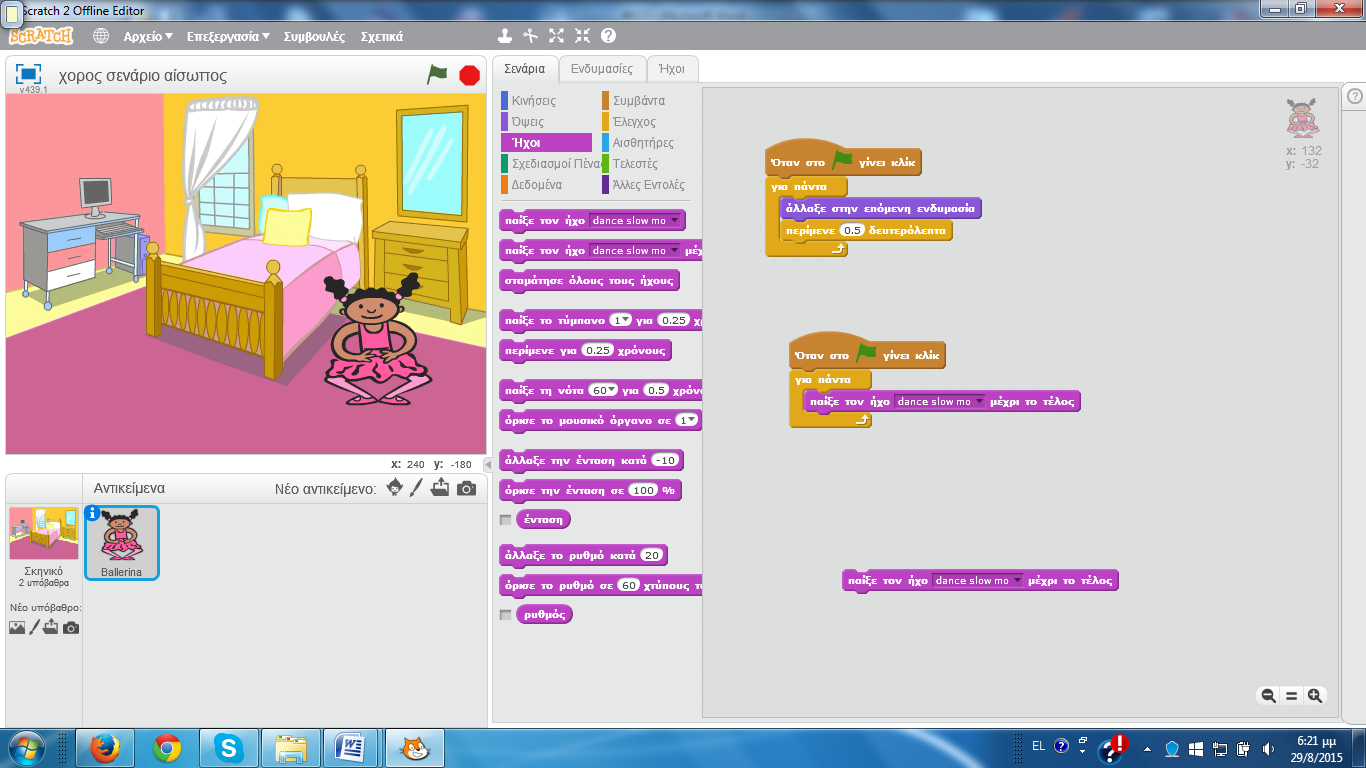 Scratch 2 Offline Editor
SCRATCH
Αρχείο Επεξεργασία Συμβουλές Σχετικά
χορος σενάριο αίσωπος
v439.1
Σενάρια Ενδυμασίες Ήχοι
Κινήσεις Συμβάντα
Όψεις Έλεγχος
Ήχοι Αισθητήρες
Σχεδιασμοί Πένας Τελεστές
Δεδομένα Άλλες Εντολές
παίξε τον ήχο dance slow mo
παίξε τον ήχο dance slow mo μέχ
σταμάτησε όλους τους ήχους
παίξε το τύμπανο 1 για 0.25 χρ
περίμενε για 0.25 χρόνους
παίξε τη νότα 60 για 0.5 χρόνο
όρισε το μουσικό όργανο σε 1
άλλαξε την ένταση κατά -10
όρισε την ένταση σε 100 %
ένταση
άλλαξε το ρυθμό κατά 20
όρισε το ρυθμό σε 60 χτύπους τ
ρυθμός
Όταν στο γίνει κλίκ
για πάντα
άλλαξε στην επόμενη ενδυμασία
περίμενε 0.5 δευτερόλεπτα
Όταν στο γίνει κλίκ
για πάντα
παίξε τον ήχο dance slow mo μέχρι το τέλος
παίξε τον ήχο dance slow mo μέχρι το τέλος
x: 132
y: -32
x: 240 y: -180
Αντικείμενα Νέο αντικείμενο:
Σκηνικό
2 υπόβαθρα
Νέο υπόβαθρο:
Ballerina
EL
6:21 μμ
29/8/2015